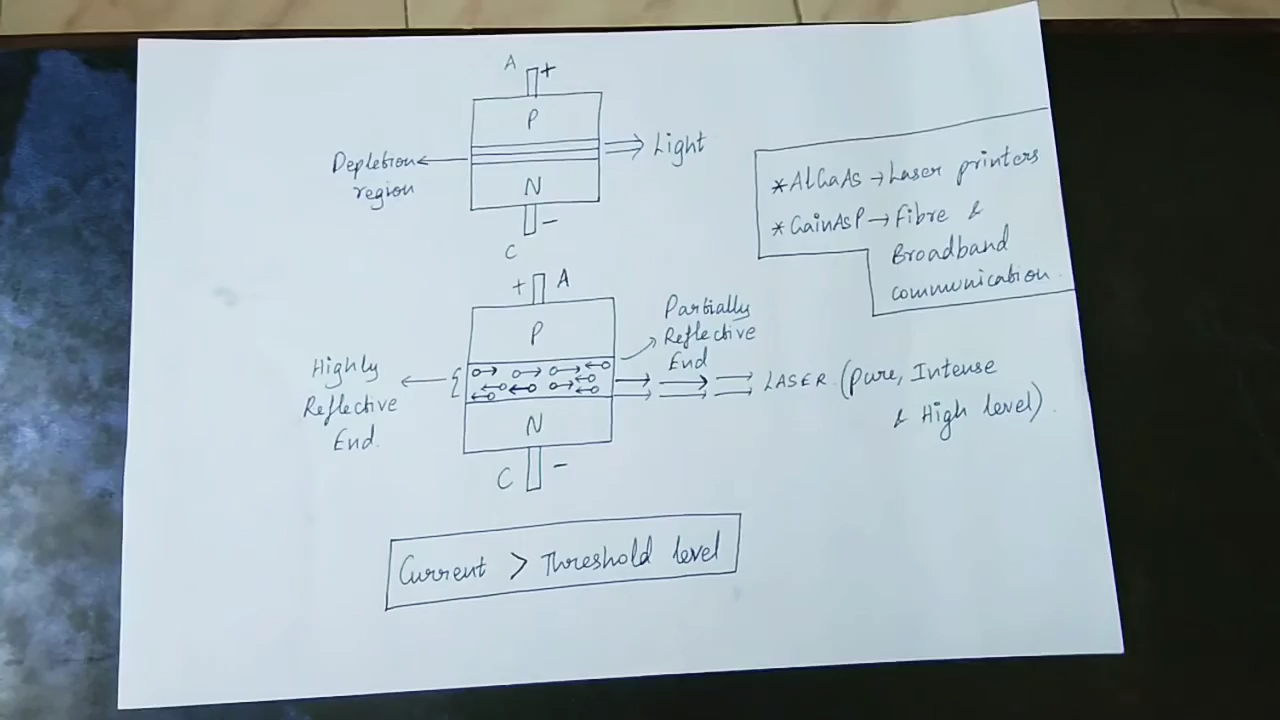 A +
P
Depletion
region
Light
N
-
C
*AlGaAs → Laser printers
*GainAsP → Fibre &
Broadband
communication.
+ A
P
Partially
Reflective
End
Highly
Reflective
End.
LASER. (Pure, Intense
& High level).
N
C -
Current > Threshold level